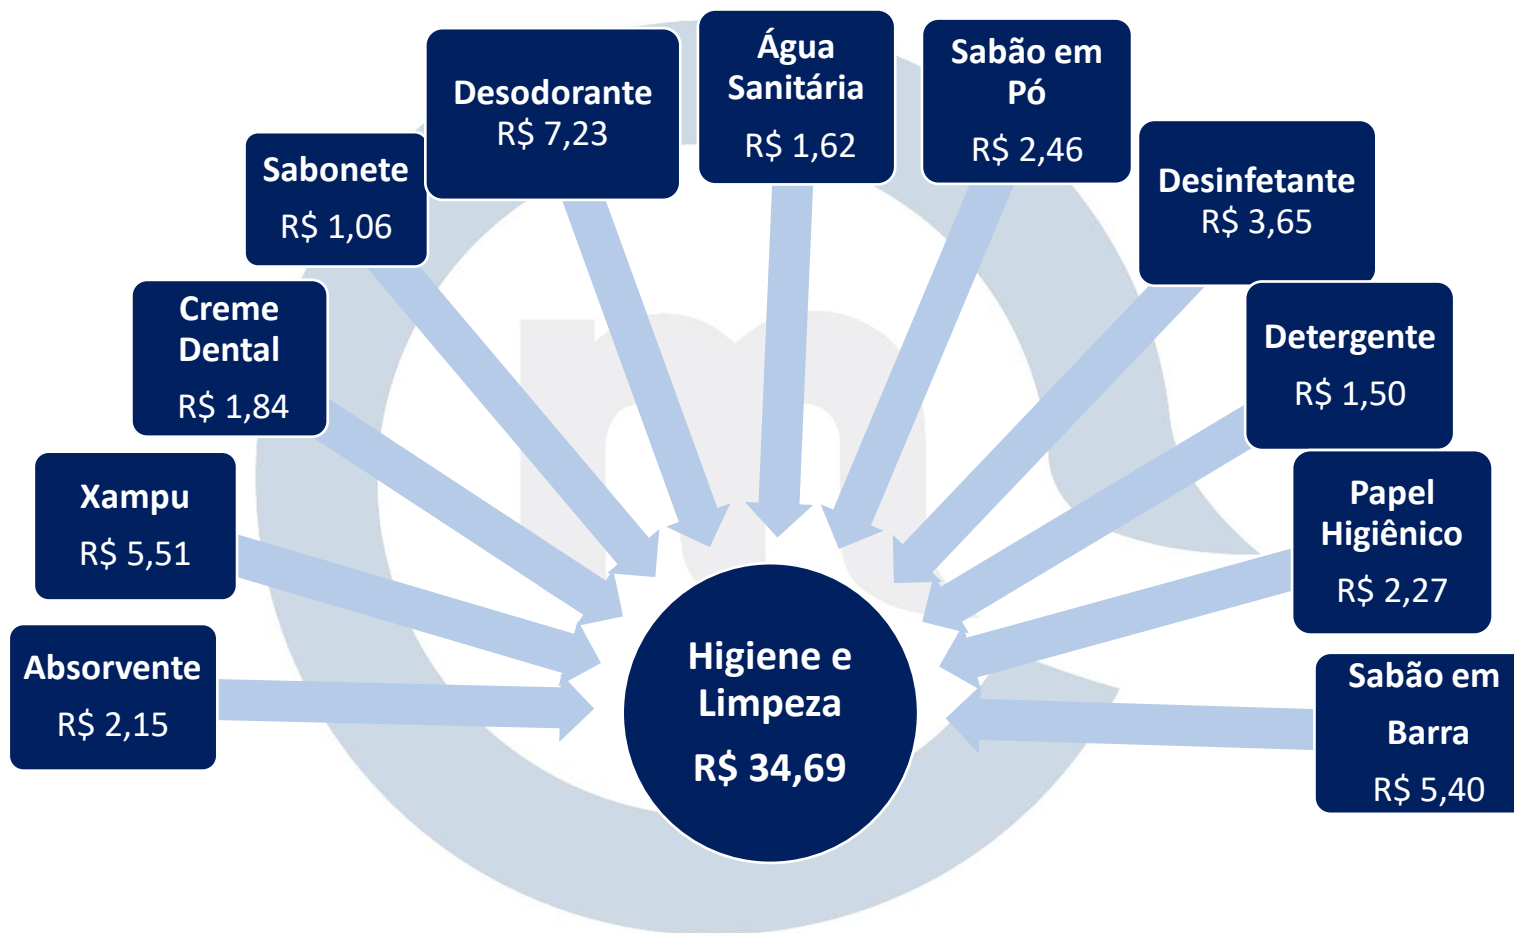 Absorvente
R$ 2,15
Xampu
R$ 5,51
Creme
Dental
R$ 1,84
Sabonete
R$ 1,06
Desodorante
R$ 7,23
Água
Sanitária
R$ 1,62
Sabão em
Pó
R$ 2,46
Desinfetante
R$ 3,65
Detergente
R$ 1,50
Papel
Higiênico
R$ 2,27
Sabão em
Barra
R$ 5,40
Higiene e
Limpeza
R$ 34,69